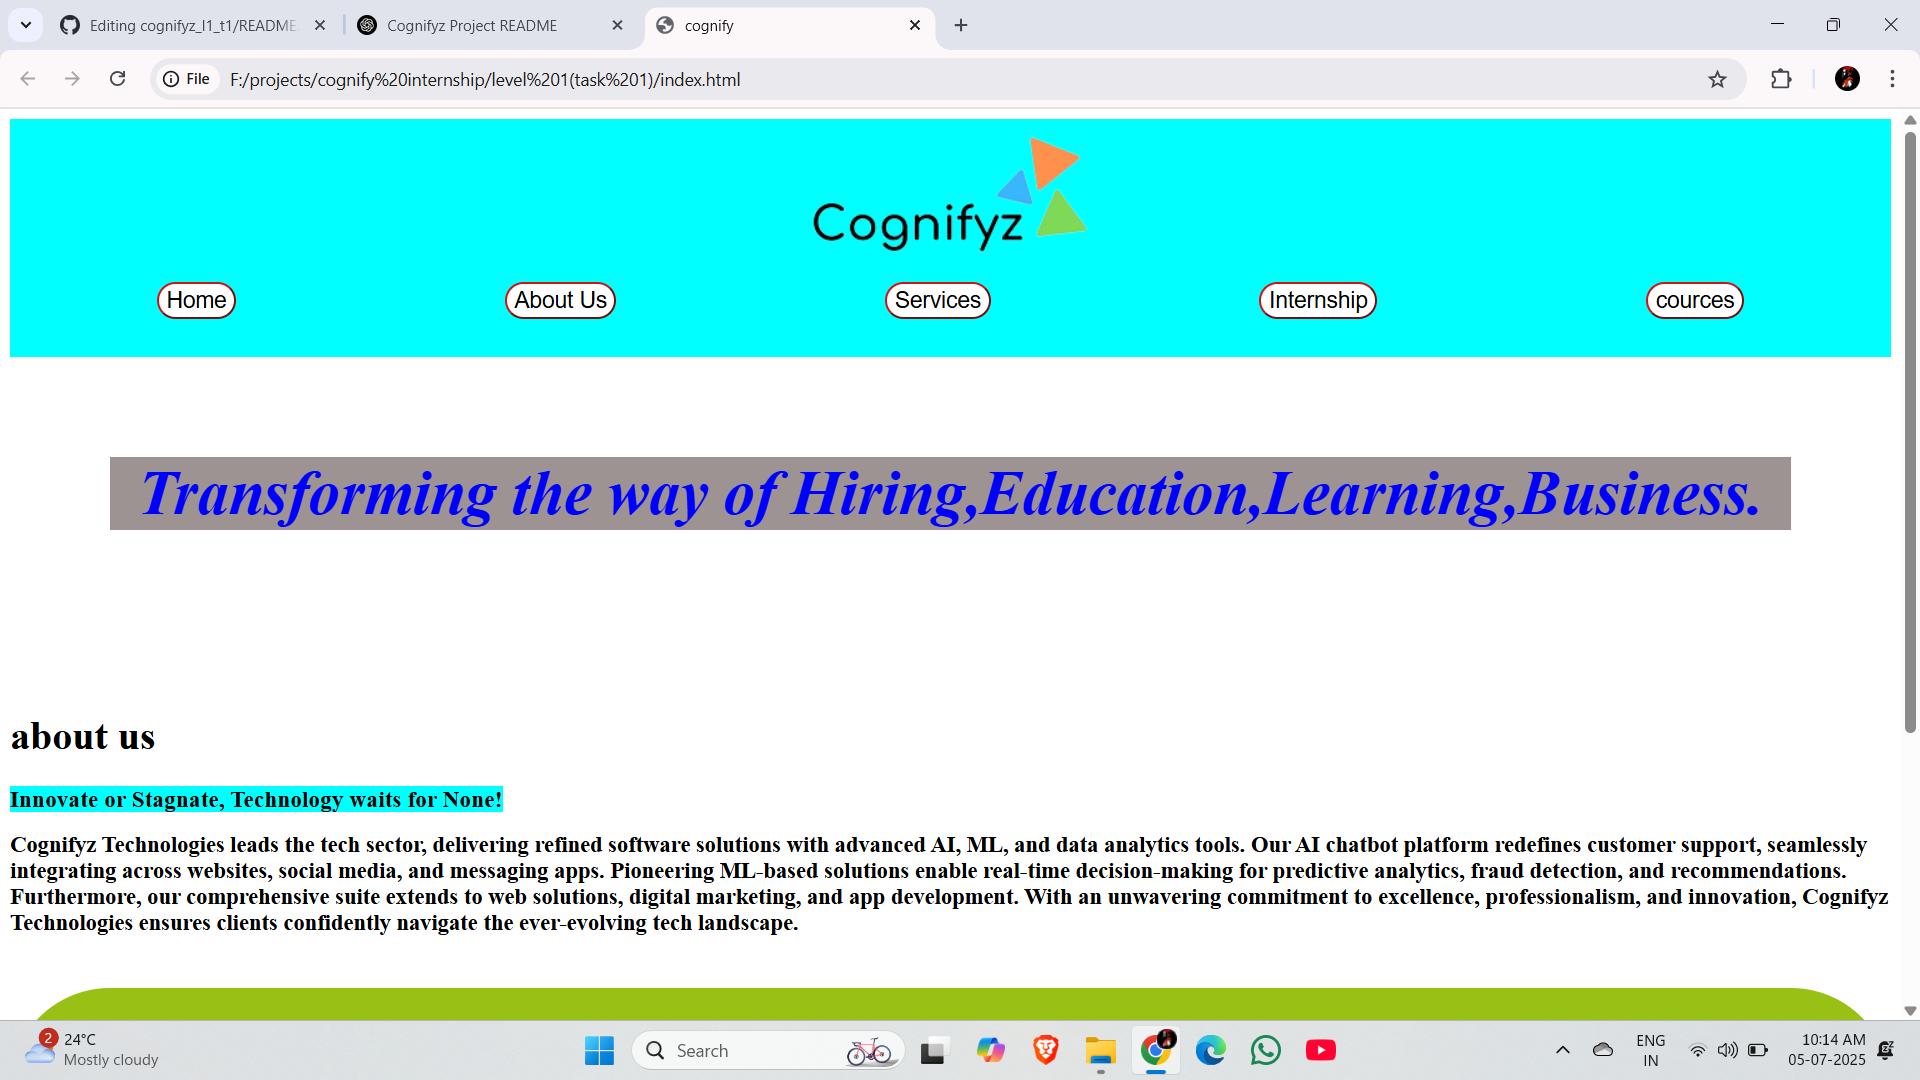 Editing cognifyz_l1_t1/README.
Cognifyz Project README
cognify
File
F:/projects/cognify%20internship/level%201(task%201)/index.html
Cognifyz
Home
About Us
Services
Internship
cources
Transforming the way of Hiring,Education,Learning,Business.
about us
Innovate or Stagnate, Technology waits for None!
Cognifyz Technologies leads the tech sector, delivering refined software solutions with advanced AI, ML, and data analytics tools. Our AI chatbot platform redefines customer support, seamlessly
integrating across websites, social media, and messaging apps. Pioneering ML-based solutions enable real-time decision-making for predictive analytics, fraud detection, and recommendations.
Furthermore, our comprehensive suite extends to web solutions, digital marketing, and app development. With an unwavering commitment to excellence, professionalism, and innovation, Cognifyz
Technologies ensures clients confidently navigate the ever-evolving tech landscape.
2
24°C
Mostly cloudy
Search
ENG
IN
10:14 AM
05-07-2025